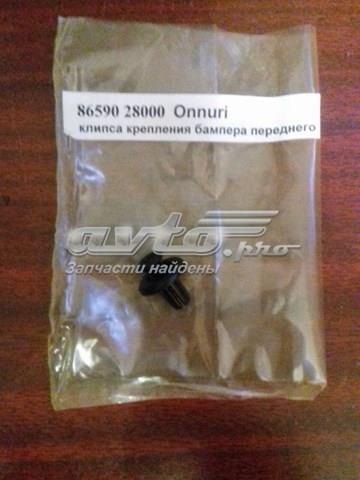 86590 28000 Onnuri
клипса крепления бампера переднего
avto.pro
Запчасти найдены